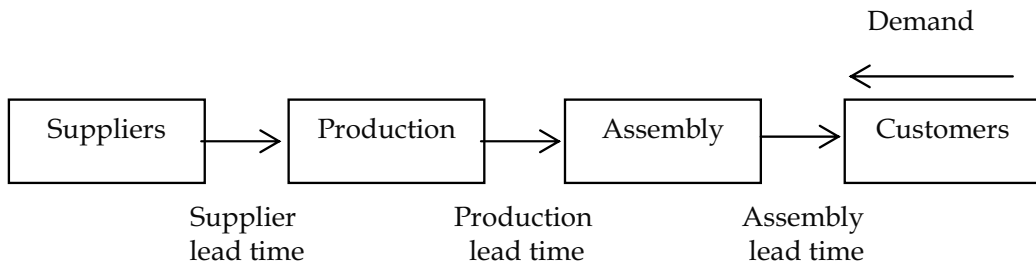 Demand
Suppliers
Production
Assembly
Customers
Supplier
lead time
Production
lead time
Assembly
lead time